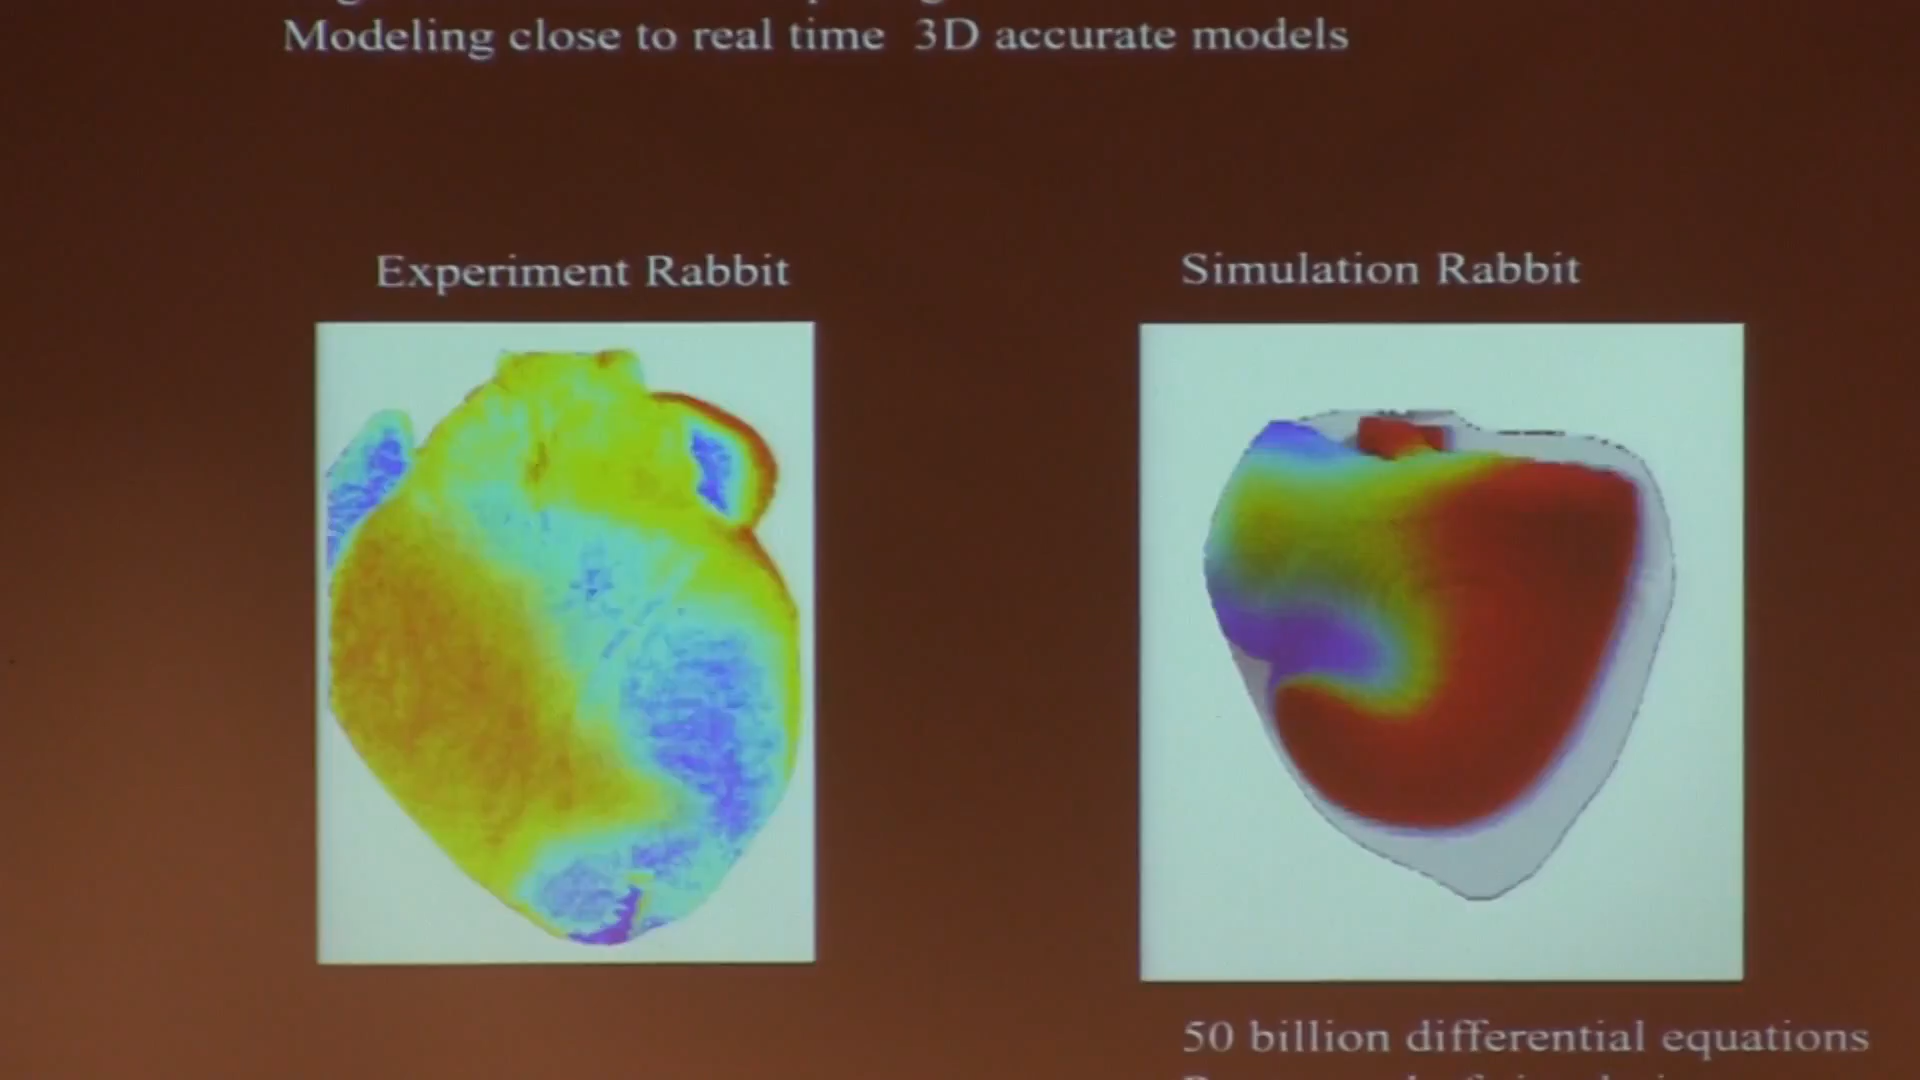 Modeling close to real time 3D accurate models
Experiment Rabbit
Simulation Rabbit
50 billion differential equations